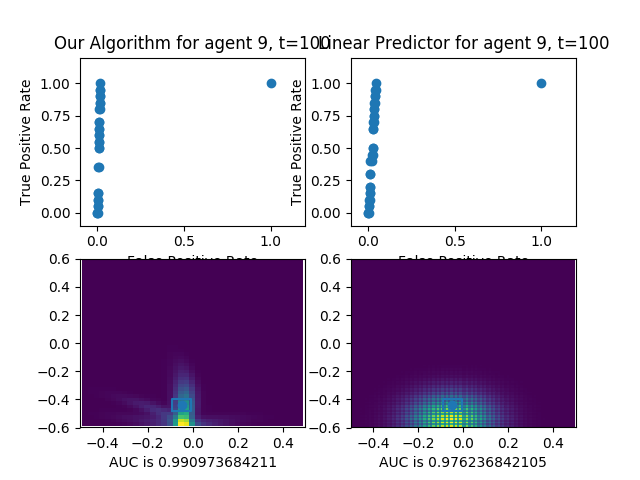 Our Algorithm for agent 9, t=100
Linear Predictor for agent 9, t=100
True Positive Rate
1.00
0.75
0.50
0.25
0.00
0.0 0.5 1.0
False Positive Rate
True Positive Rate
1.00
0.75
0.50
0.25
0.00
0.0 0.5 1.0
False Positive Rate
0.6
0.4
0.2
0.0
−0.2
−0.4
−0.6
−0.4 −0.2 0.0 0.2 0.4
AUC is 0.990973684211
0.6
0.4
0.2
0.0
−0.2
−0.4
−0.6
−0.4 −0.2 0.0 0.2 0.4
AUC is 0.976236842105